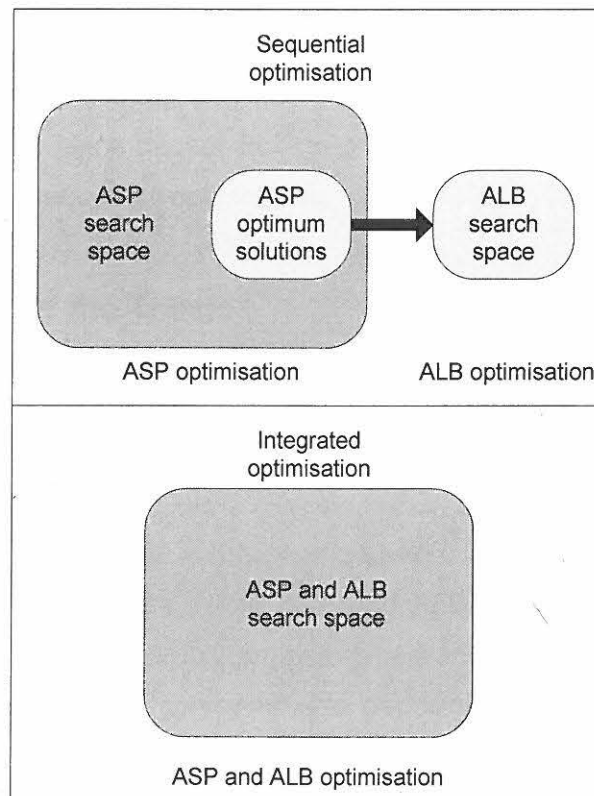 Sequential
optimisation
ASP
search
space
ASP
optimum
solutions
ALB
search
space
ASP optimisation
ALB optimisation
Integrated
optimisation
ASP and ALB
search space
ASP and ALB optimisation